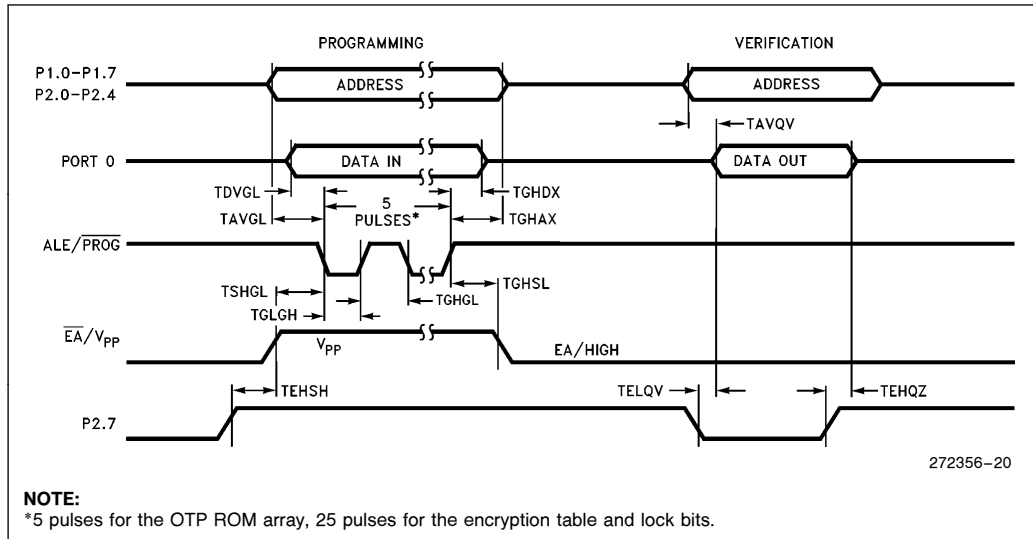 PROGRAMMING VERIFICATION
P1.0–P1.7
P2.0–P2.4
ADDRESS ADDRESS
TAVQV
PORT 0 DATA IN DATA OUT
TDVGL 5 TGHDX
TAVGL PULSES* TGHAX
ALE/PROG
TSHGL TGHGL TGHSL
TGLGH
EA/VPP VPP EA/HIGH
TEHSH TELQV TEHQZ
P2.7
272356–20
NOTE:
*5 pulses for the OTP ROM array, 25 pulses for the encryption table and lock bits.